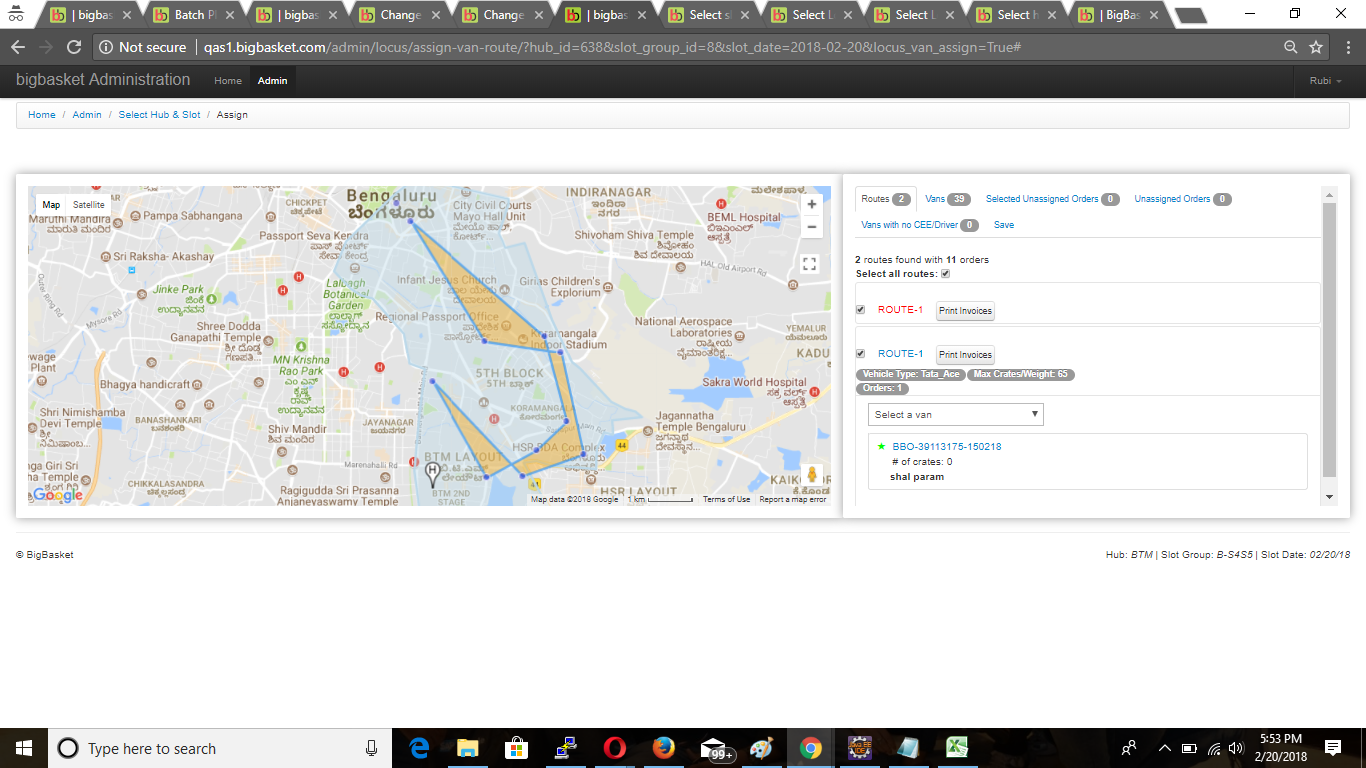 | bigbas
Batch Pl
| bigbas
Change
Change
| bigbas
Select sl
Select L
Select L
Select h
| BigBas
Not secure | qas1.bigbasket.com/admin/locus/assign-van-route/?hub_id=638&slot_group_id=8&slot_date=2018-02-20&locus_van_assign=True#
bigbasket Administration Home Admin Rubi
Home / Admin / Select Hub & Slot / Assign
Map Satellite
Bengaluru
ಬೆಂಗಳೂರು
CHICKPET
ಚಿಕ್ಕಪೇಟೆ
Pampa Sabhangana
City Civil Courts
Mayo Hall Unit
INDIRANAGAR
ಇಂದಿರಾ
ನಗರ
BEML Hospital
Passport Seva Kendra
Shivoham Shiva Temple
Sri Raksha- Akashay
HAL Old Airport Rd
Outer Ring Rd
Jinke Park
Lalbagh
Botanical
Garden
Infant Jesus Church
Girias Children's
Explorium
Mysore Rd
Regional Passport Office
Koramangala
Indoor Stadium
National Aerospace
Laboratories
YEMALUR
Shree Dodda
Ganapathi Temple
MN Krishna
Rao Park
KADU
5TH BLOCK
5ನೇ ಬ್ಲಾಕ್
Bhagya handicraft
Sakra World Hospital
KORAMANGALA
Shri Nimishamba
Devi Temple
BANASHANKARI
Shiv Mandir
JAYANAGAR
ಜಯನಗರ
Jagannatha
Temple Bengaluru
HSR BDA Complex
44
nga Giri Sri
Marenahalli Rd
BTM LAYOUT
CHIKKALASANDRA
Ragigudda Sri Prasanna
Anjaneyaswamy Temple
BTM 2ND
STAGE
HSR LAYOUT
Google
Map data ©2018 Google 1 km Terms of Use Report a map error
Routes 2 Vans 39 Selected Unassigned Orders 0 Unassigned Orders 0
Vans with no CEE/Driver 0 Save
2 routes found with 11 orders
Select all routes:
ROUTE-1 Print Invoices
ROUTE-1 Print Invoices
Vehicle Type: Tata_Ace Max Crates/Weight: 65
Orders: 1
Select a van
BBO-39113175-150218
# of crates: 0
shal param
© BigBasket
Hub: BTM | Slot Group: B-S4S5 | Slot Date: 02/20/18
Type here to search
99+
5:53 PM
2/20/2018